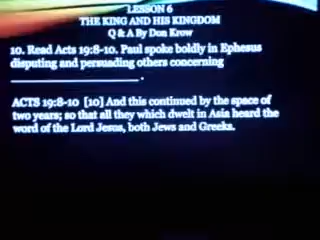 LESSON 6
THE KING AND HIS KINGDOM
Q & A By Don Krow
10. Read Acts 19:8-10. Paul spoke boldly in Ephesus
disputing and persuading others concerning
____________________.
ACTS 19:8-10 [10] And this continued by the space of
two years; so that all they which dwelt in Asia heard the
word of the Lord Jesus, both Jews and Greeks.